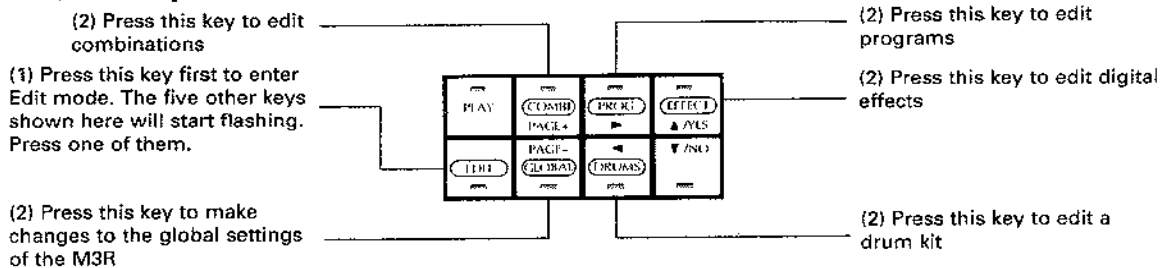 (2) Press this key to edit
combinations
(2) Press this key to edit
programs
(1) Press this key first to enter
Edit mode. The five other keys
shown here will start flashing.
Press one of them.
(2) Press this key to edit digital
effects
PLAY
COMBI
PAGE+
PROG
►
EFFECT
▲/YES
EDIT
PAGE–
GLOBAL
◄
DRUMS
▼/NO
(2) Press this key to make
changes to the global settings
of the M3R
(2) Press this key to edit a
drum kit